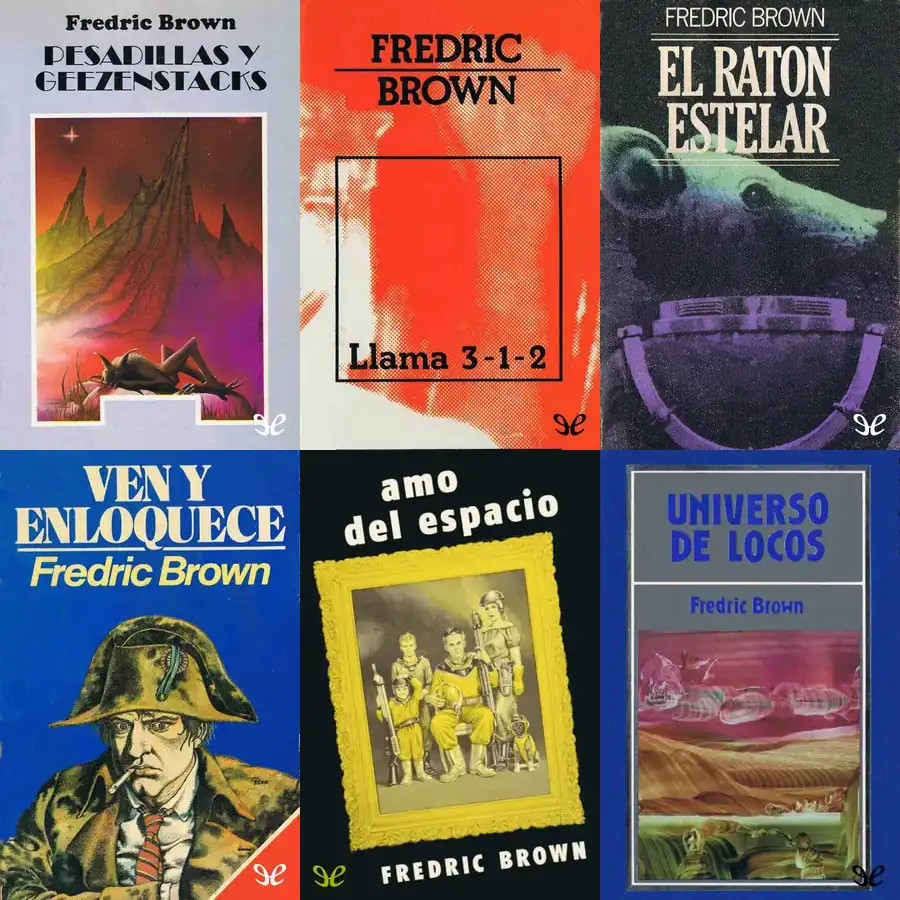 Fredric Brown
PESADILLAS Y
GEEZENSTACKS
FREDRIC
BROWN
Llama 3-1-2
FREDRIC BROWN
EL RATON
ESTELAR
VEN Y
ENLOQUECE
Fredric Brown
amo
del espacio
FREDRIC BROWN
UNIVERSO
DE LOCOS
Fredric Brown